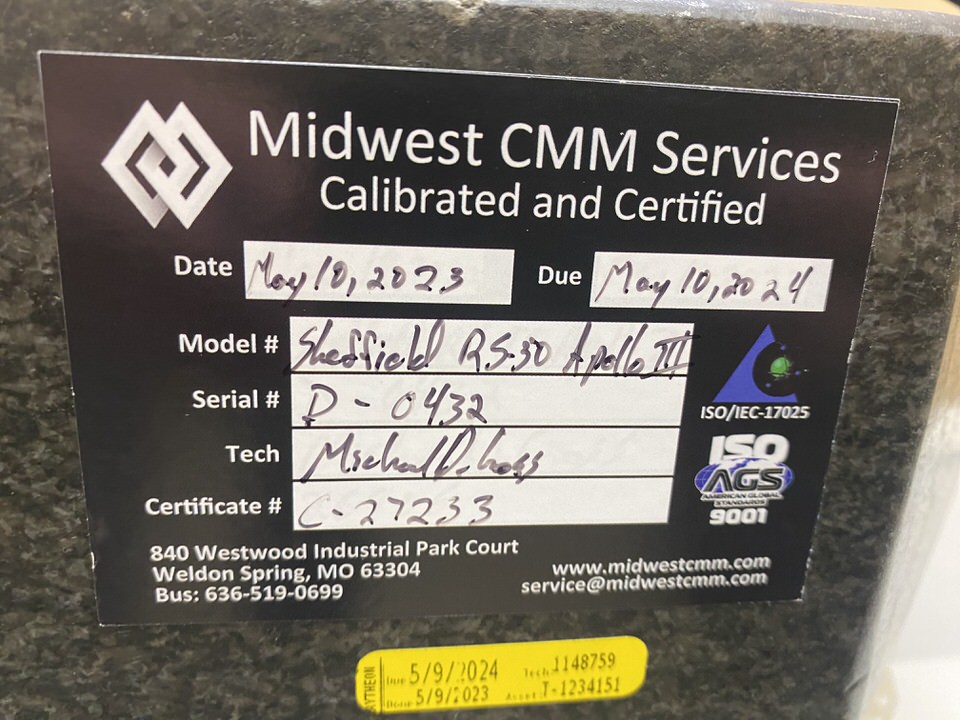 Midwest CMM Services
Calibrated and Certified
Date May 10, 2023 Due May 10, 2024
Model # Sheffield RS-30 Apollo III
Serial # D-0432
Tech Michael
Certificate # C-27233
ISO/IEC-17025
ISO
AGS
AMERICAN GLOBAL
STANDARDS
9001
840 Westwood Industrial Park Court
Weldon Spring, MO 63304
Bus: 636-519-0699
www.midwestcmm.com
service@midwestcmm.com
YTHEON
Due 5/9/2024 Tech 1148759
Done 5/9/2023 Asset T-1234151